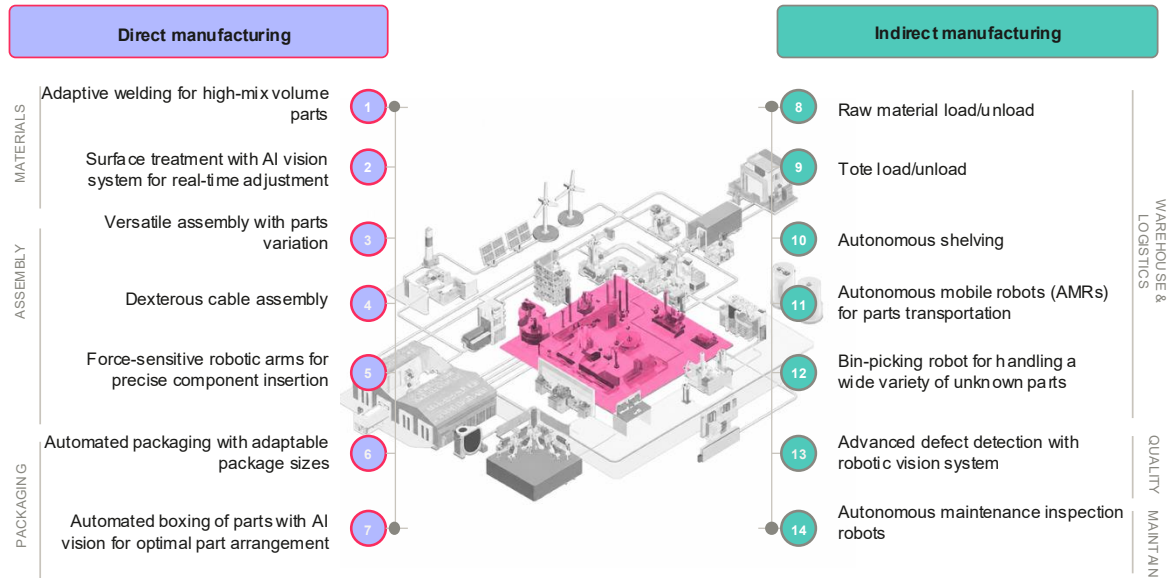 Direct manufacturing
MATERIALS
Adaptive welding for high-mix volume
parts
1
Surface treatment with AI vision
system for real-time adjustment
2
ASSEMBLY
Versatile assembly with parts
variation
3
Dexterous cable assembly
4
Force-sensitive robotic arms for
precise component insertion
5
PACKAGING
Automated packaging with adaptable
package sizes
6
Automated boxing of parts with AI
vision for optimal part arrangement
7
Indirect manufacturing
8
Raw material load/unload
9
Tote load/unload
10
Autonomous shelving
11
Autonomous mobile robots (AMRs)
for parts transportation
12
Bin-picking robot for handling a
wide variety of unknown parts
WAREHOUSE &
LOGISTICS
13
Advanced defect detection with
robotic vision system
QUALITY
14
Autonomous maintenance inspection
robots
MAINTAIN